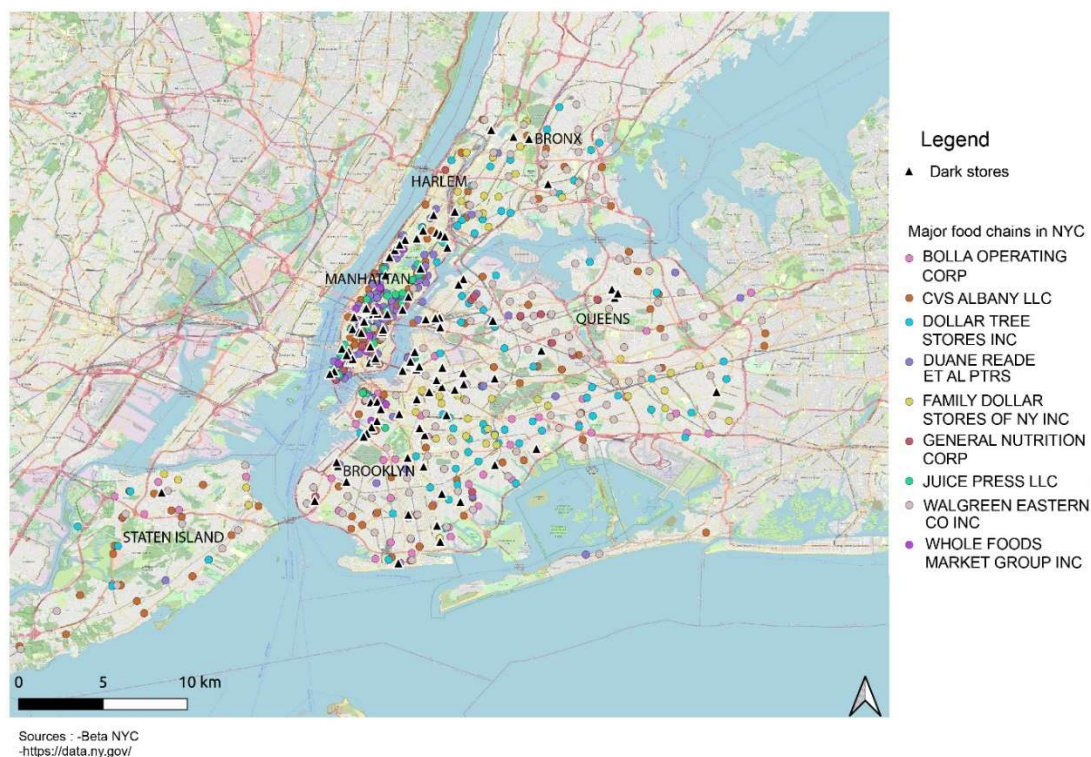 BRONX
HARLEM
MANHATTAN
QUEENS
BROOKLYN
STATEN ISLAND
0 5 10 km
Legend
Dark stores
Major food chains in NYC
BOLLA OPERATING
CORP
CVS ALBANY LLC
DOLLAR TREE
STORES INC
DUANE READE
ET AL PTRS
FAMILY DOLLAR
STORES OF NY INC
GENERAL NUTRITION
CORP
JUICE PRESS LLC
WALGREEN EASTERN
CO INC
WHOLE FOODS
MARKET GROUP INC
Sources : -Beta NYC
-https://data.ny.gov/